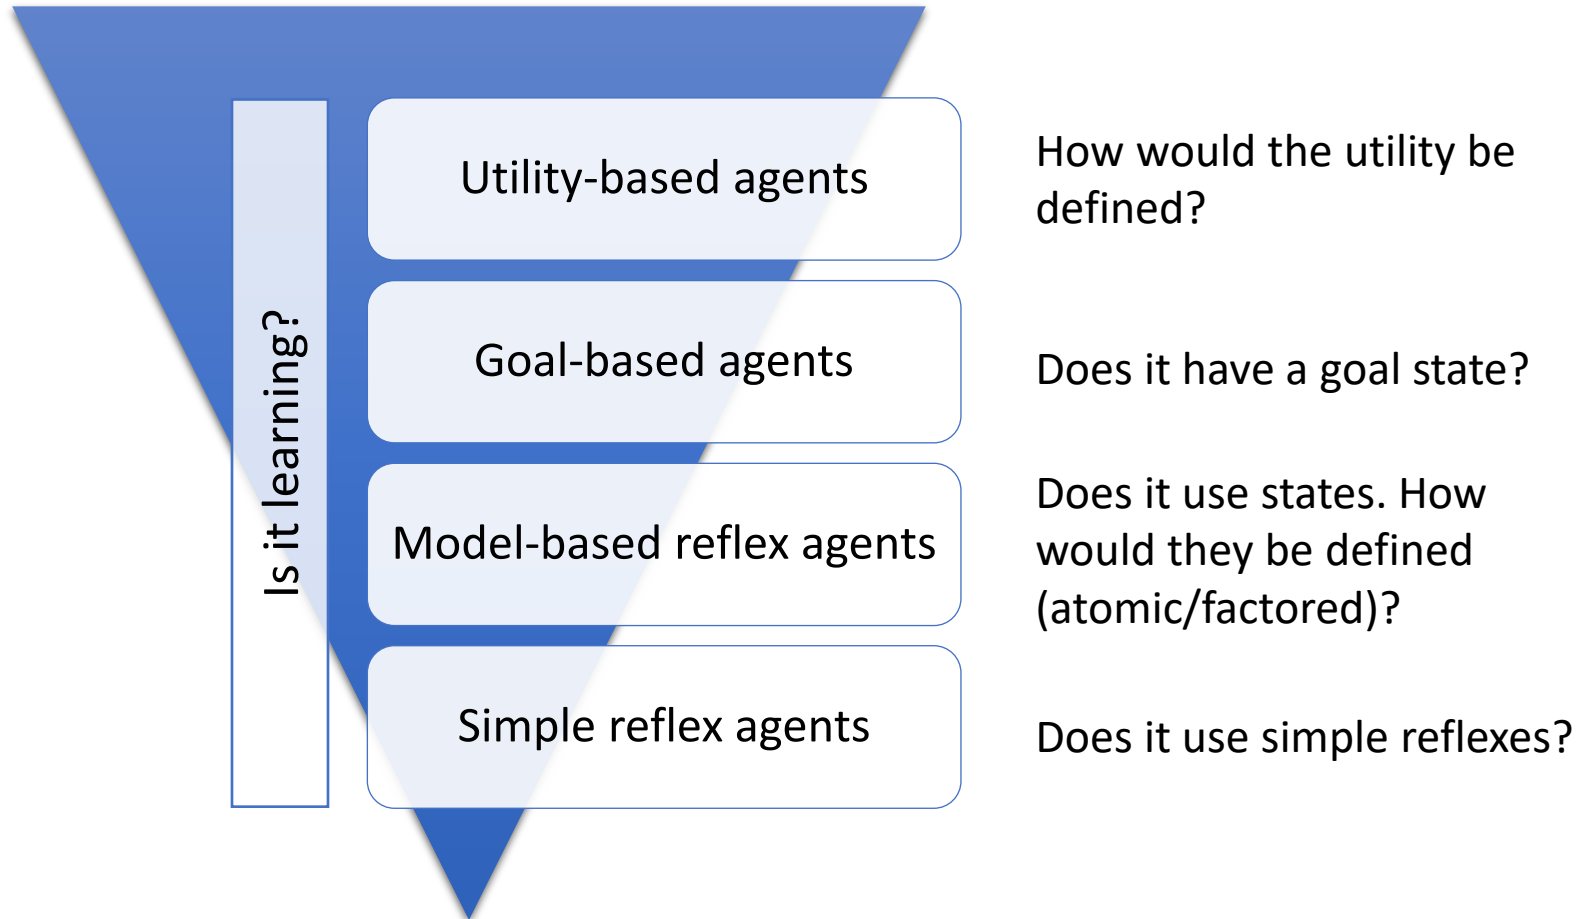 Is it learning?
Utility-based agents
How would the utility be
defined?
Goal-based agents
Does it have a goal state?
Model-based reflex agents
Does it use states. How
would they be defined
(atomic/factored)?
Simple reflex agents
Does it use simple reflexes?